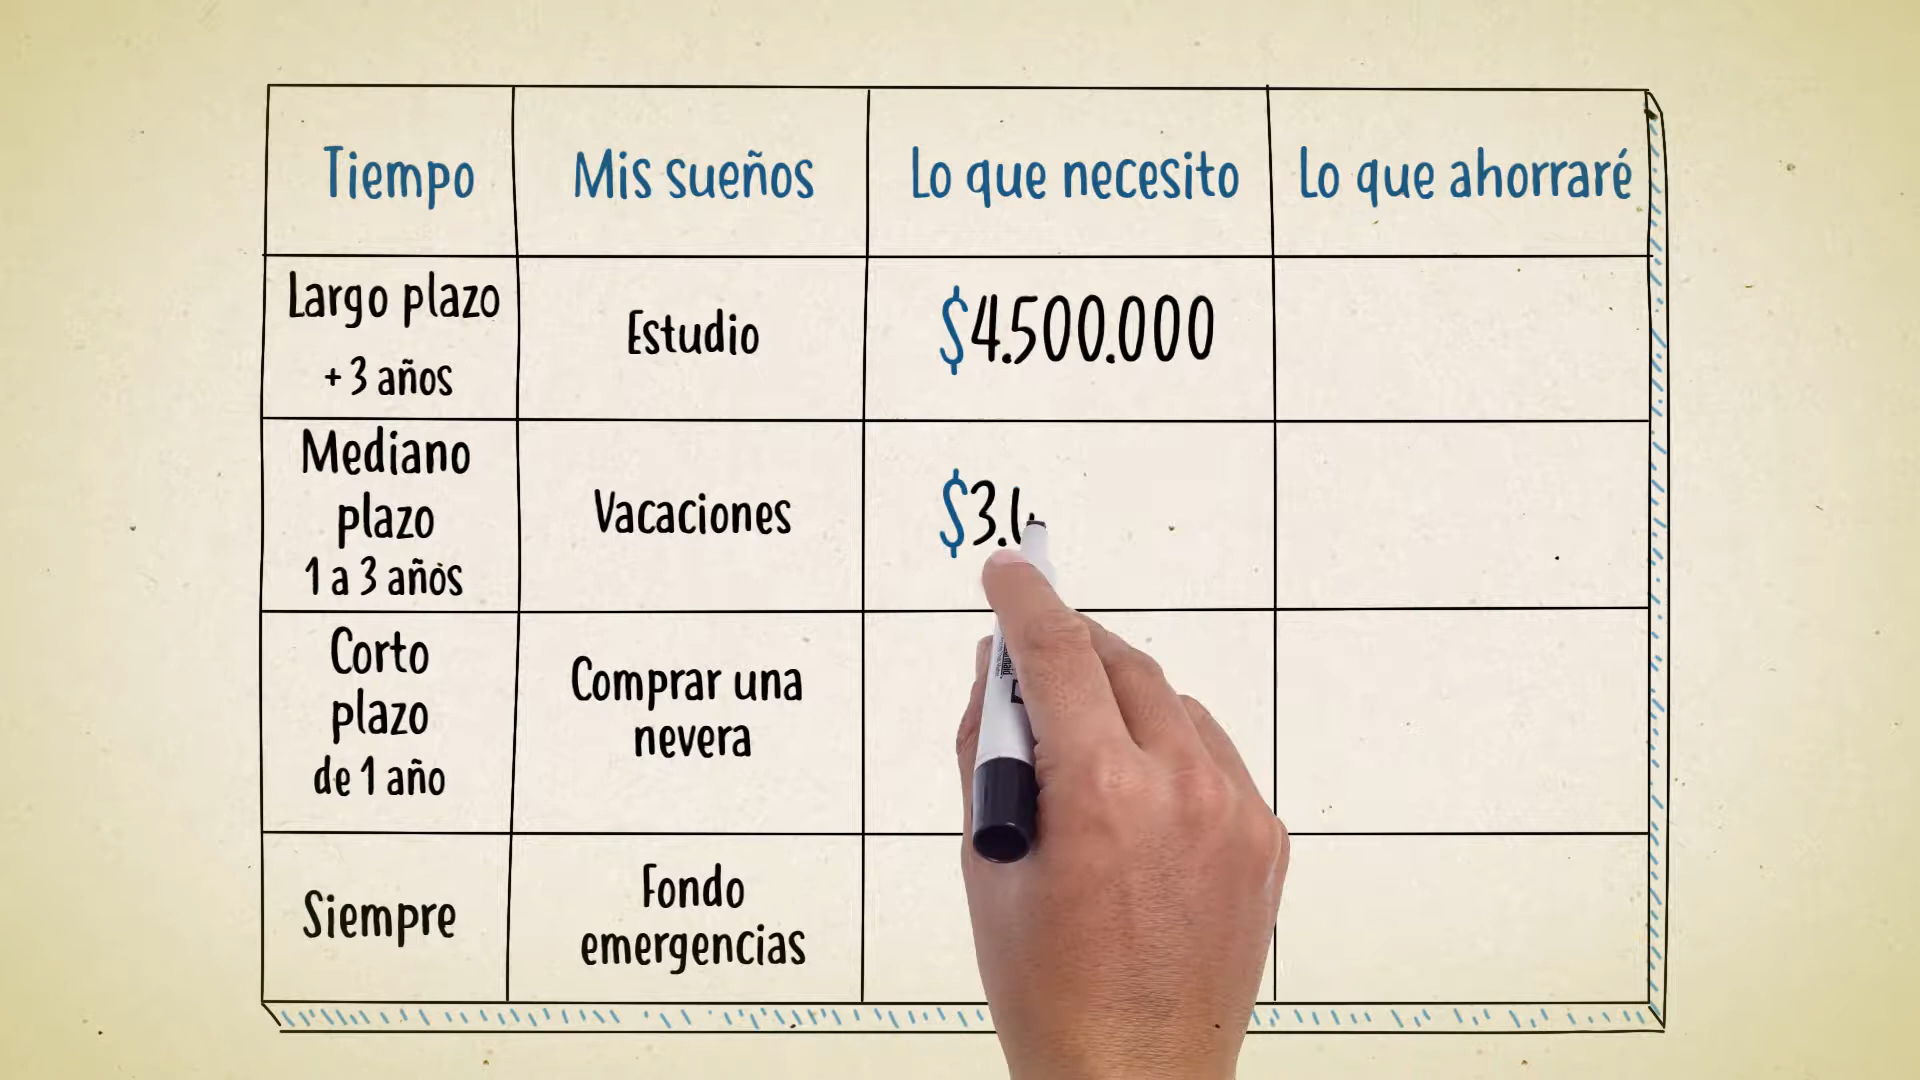 Tiempo
Mis sueños
Lo que necesito
Lo que ahorraré
Largo plazo
+ 3 años
Estudio
$4.500.000
Mediano
plazo
1 a 3 años
Vacaciones
$3.
Corto
plazo
de 1 año
Comprar una
nevera
Siempre
Fondo
emergencias